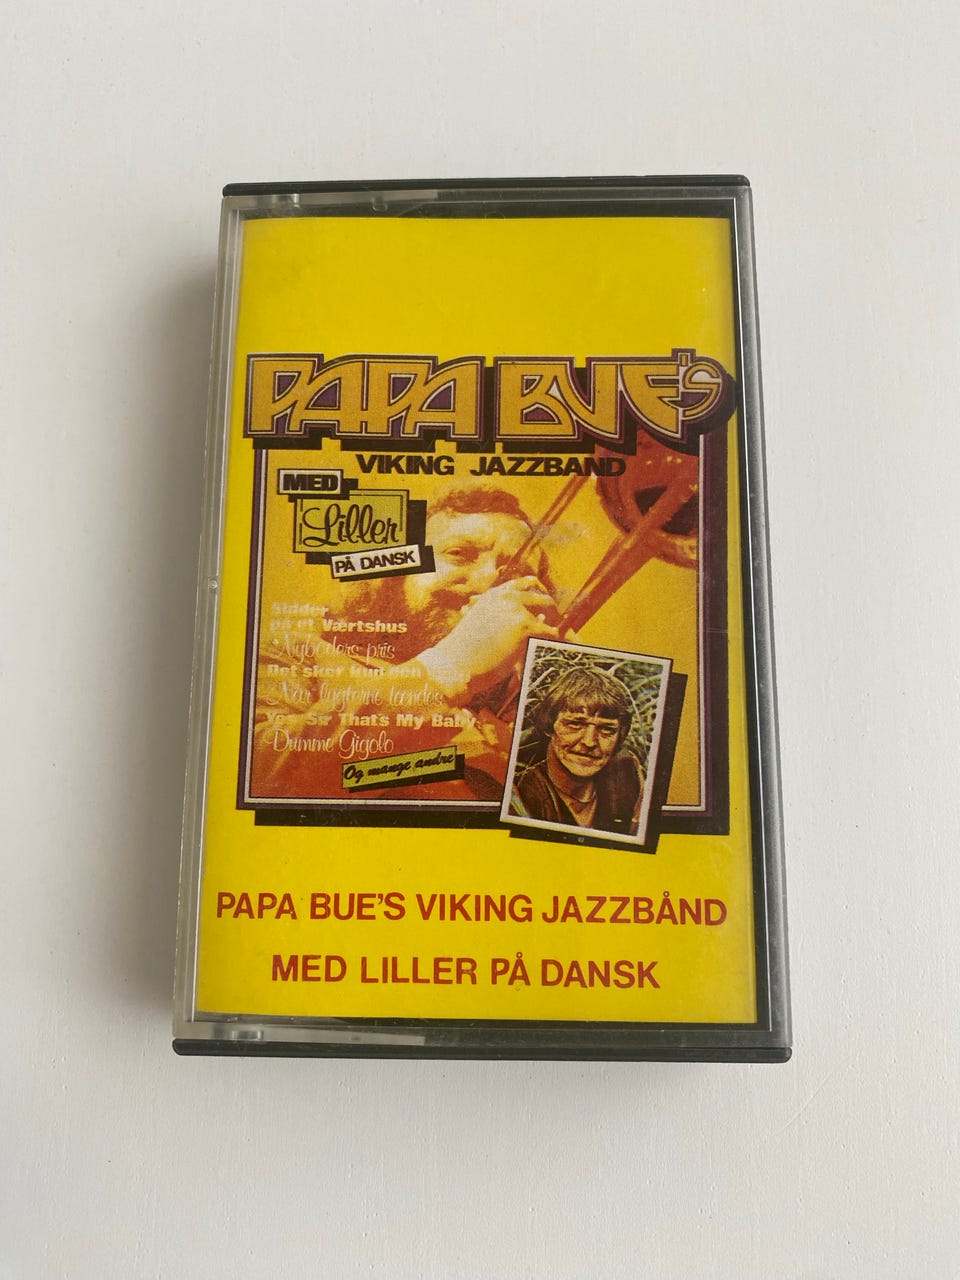 PAPA BUE'S
VIKING JAZZBAND
MED
Liller
PÅ DANSK
Sidder
på et Værtshus
Nyboders pris
Det sker kun een
Når lygterne tændes
Yes Sir That's My Baby
Dumme Gigolo
Og mange andre
PAPA BUE'S VIKING JAZZBÅND
MED LILLER PÅ DANSK